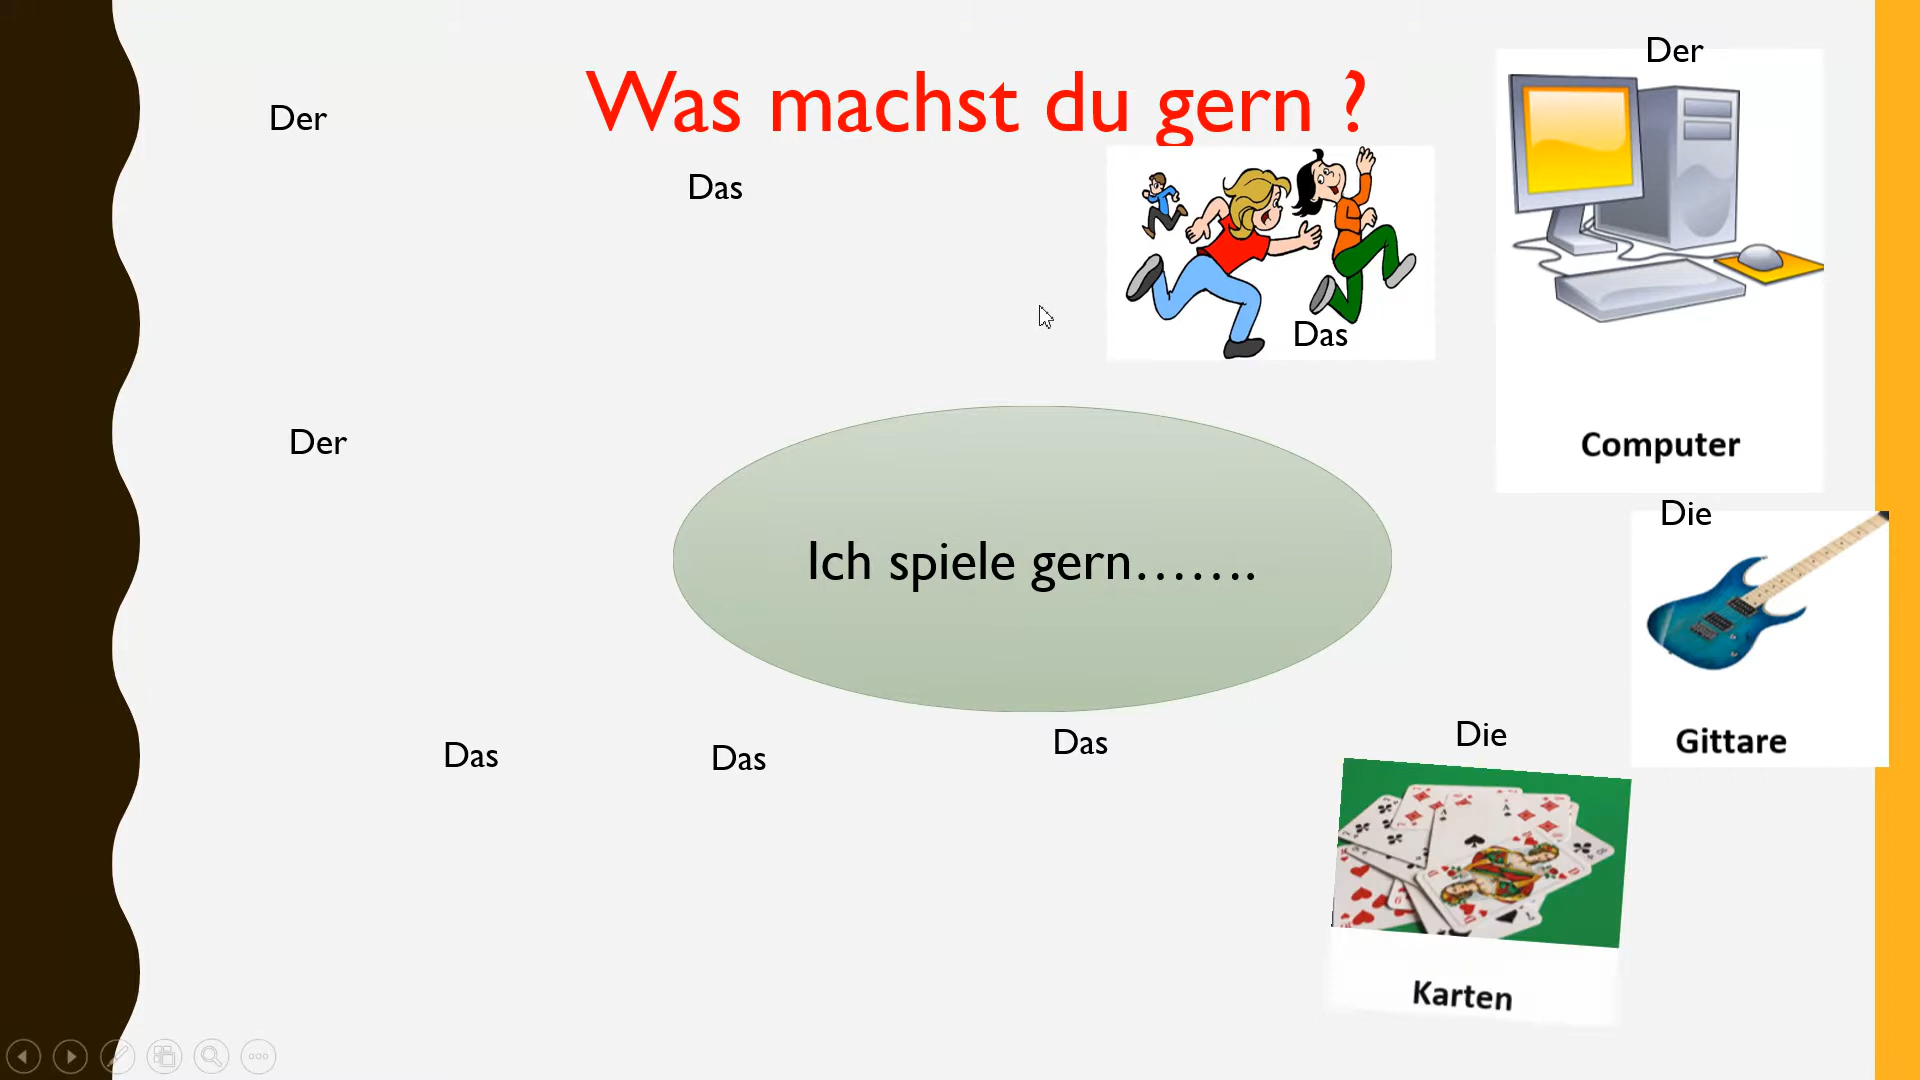 Der
Was machst du gern ?
Der
Das
Das
Computer
Der
Die
Ich spiele gern…….
Gittare
Die
Das
Das
Das
Karten